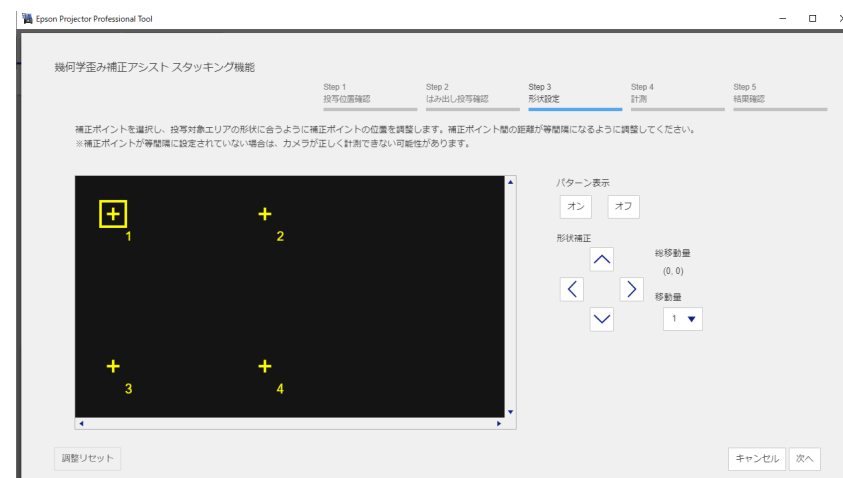 Epson Projector Professional Tool
幾何学歪み補正アシスト スタッキング機能
Step 1
投写位置確認
Step 2
はみ出し投写確認
Step 3
形状設定
Step 4
計測
Step 5
結果確認
補正ポイントを選択し、投写対象エリアの形状に合うように補正ポイントの位置を調整します。補正ポイント間の距離が等間隔になるように調整してください。
※補正ポイントが等間隔に設定されていない場合は、カメラが正しく計測できない可能性があります。
1
2
3
4
パターン表示
オン
オフ
形状補正
総移動量
(0, 0)
移動量
1
調整リセット
キャンセル
次へ